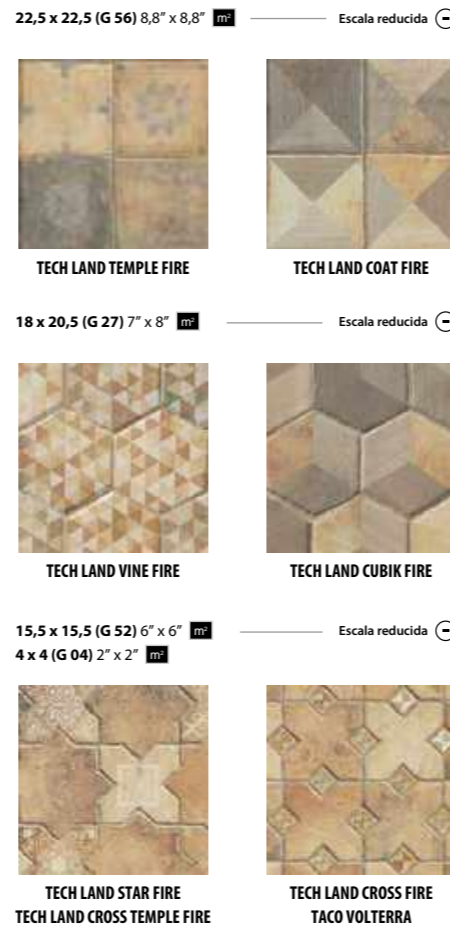 22,5 x 22,5 (G 56) 8,8” x 8,8” m²
Escala reducida
TECH LAND TEMPLE FIRE
TECH LAND COAT FIRE
18 x 20,5 (G 27) 7” x 8” m²
Escala reducida
TECH LAND VINE FIRE
TECH LAND CUBIK FIRE
15,5 x 15,5 (G 52) 6” x 6” m²
Escala reducida
4 x 4 (G 04) 2” x 2” m²
TECH LAND STAR FIRE
TECH LAND CROSS TEMPLE FIRE
TECH LAND CROSS FIRE
TACO VOLTERRA